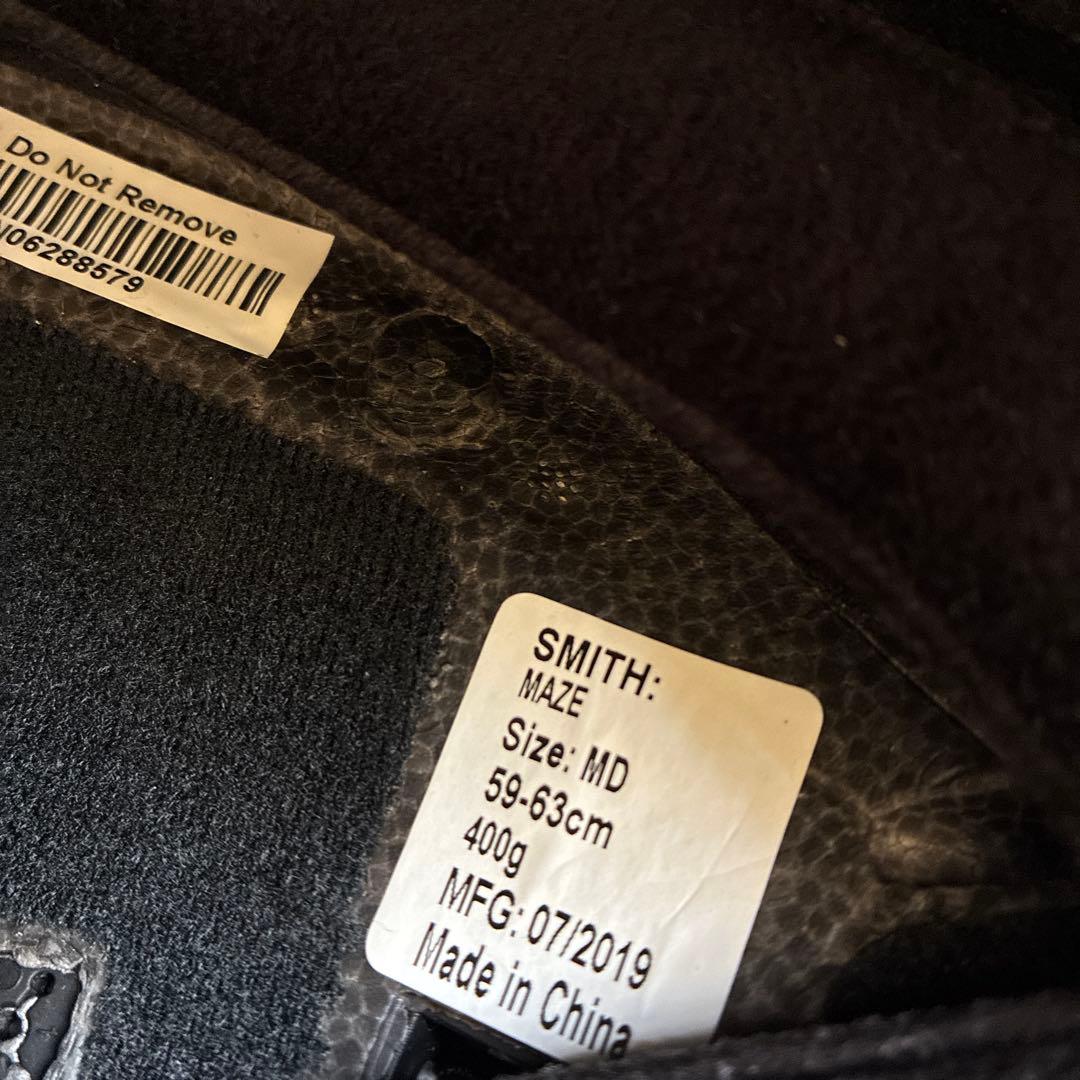 Do Not Remove
06288579
SMITH:
MAZE
Size: MD
59-63cm
400g
MFG: 07/2019
Made in China